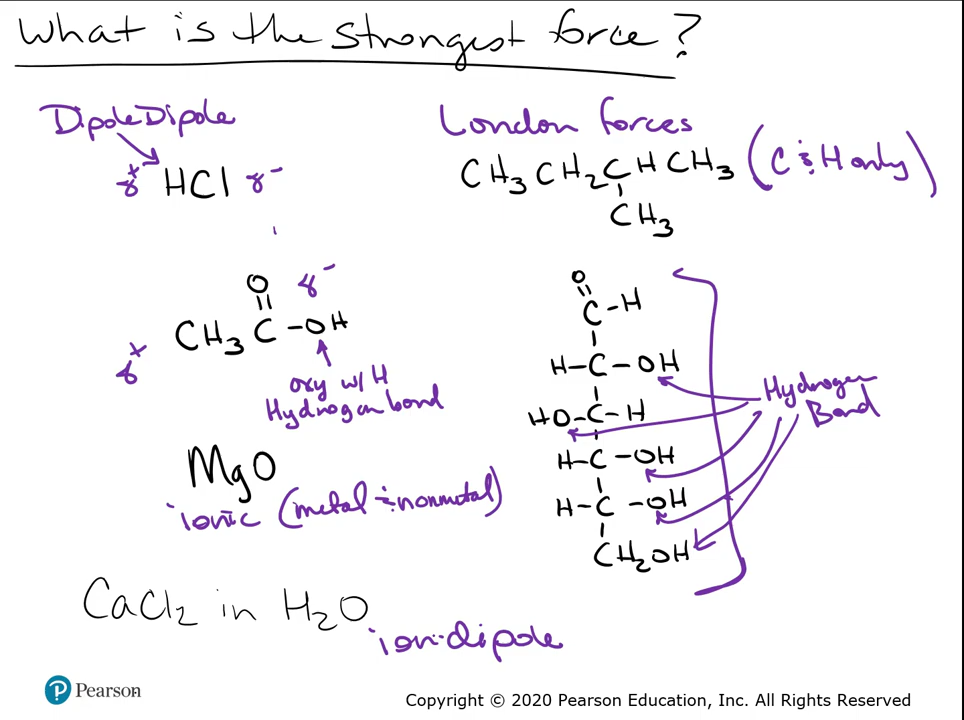 What is the strongest force?
Dipole Dipole
δ+ HCl δ-
London forces
CH3CH2CHCH3 (C & H only)
CH3
O δ-
||
CH3C-OH
δ+
oxy w/ H
Hydrogen bond
MgO
ionic (metal & nonmetal)
CaCl2 in H2O
ion-dipole
O
||
C-H
|
H-C-OH
|
HO-C-H
|
H-C-OH
|
H-C-OH
|
CH2OH
Hydrogen
Bond
Pearson
Copyright © 2020 Pearson Education, Inc. All Rights Reserved